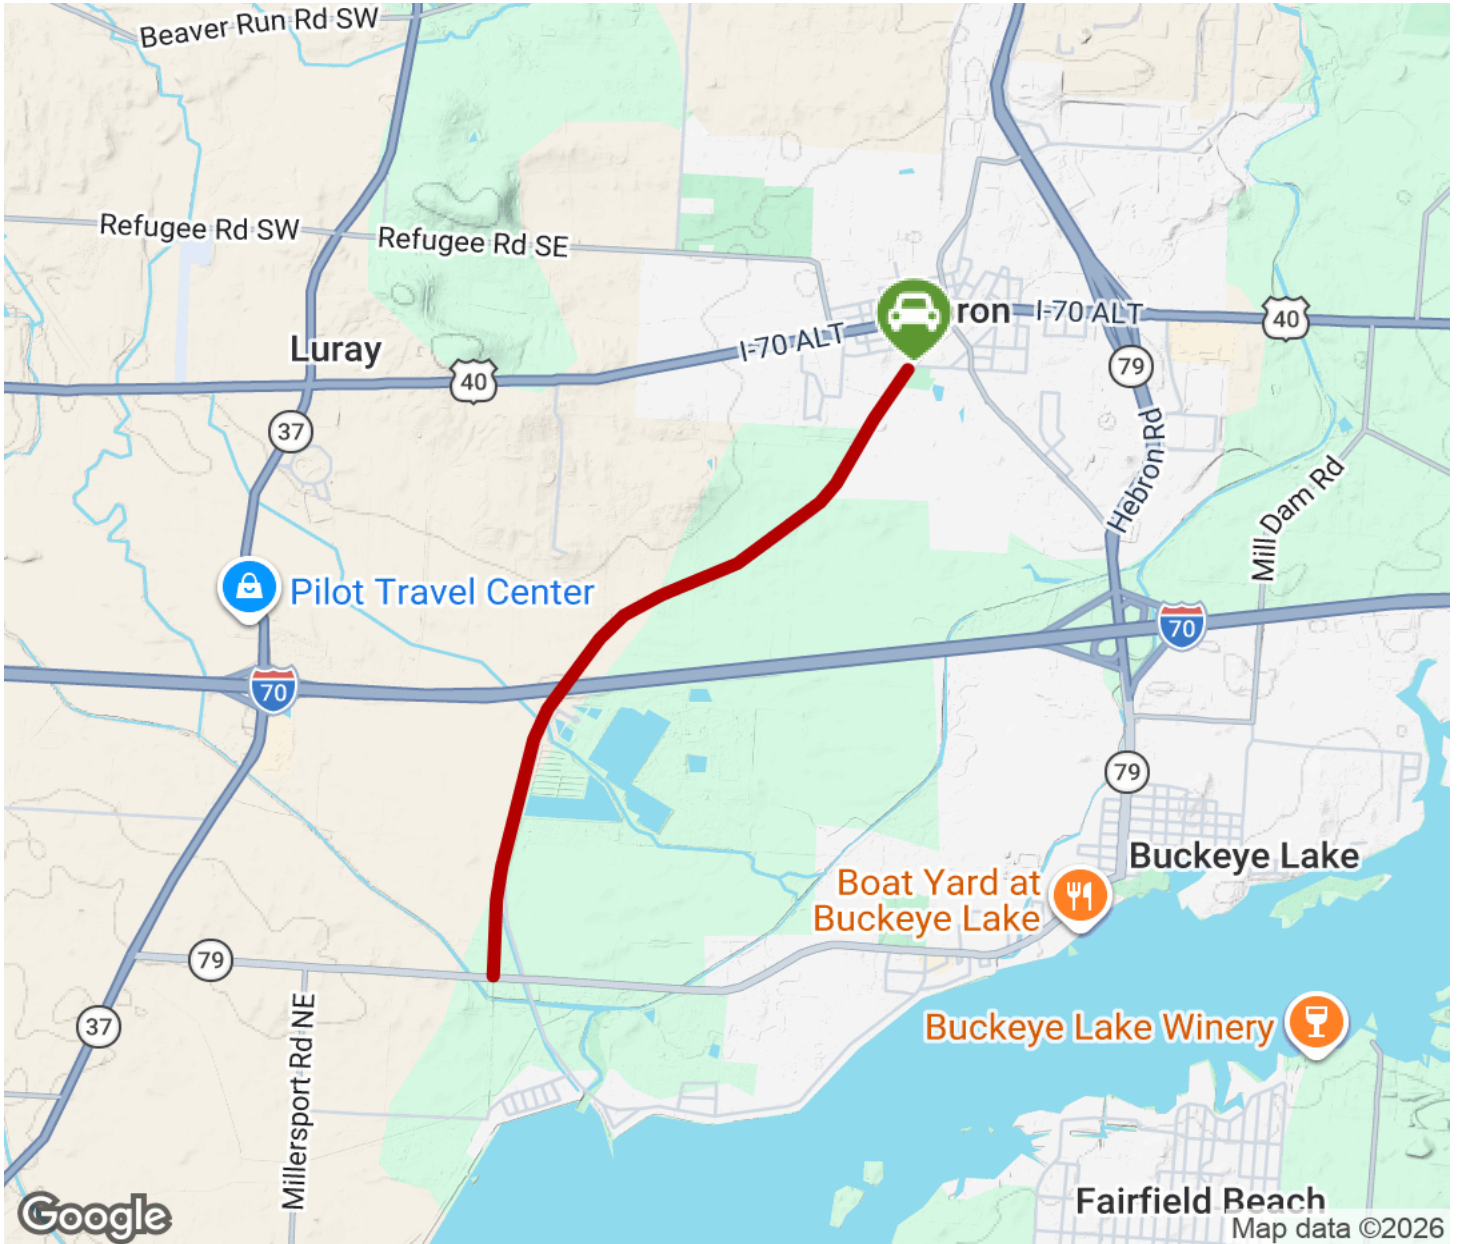 Beaver Run Rd SW
Refugee Rd SW
Refugee Rd SE
ron
I-70 ALT
40
I-70 ALT
Luray
79
40
37
Hebron Rd
Mill Dam Rd
Pilot Travel Center
70
70
79
Buckeye Lake
Boat Yard at
Buckeye Lake
79
37
Millersport Rd NE
Buckeye Lake Winery
Fairfield Beach
Google
Map data ©2026